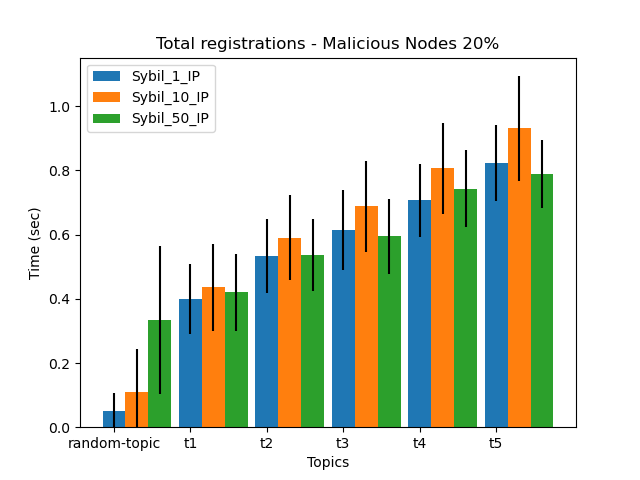 Total registrations - Malicious Nodes 20%
Sybil_1_IP
Sybil_10_IP
Sybil_50_IP
1.0
0.8
0.6
0.4
0.2
0.0
Time (sec)
random-topic t1 t2 t3 t4 t5
Topics